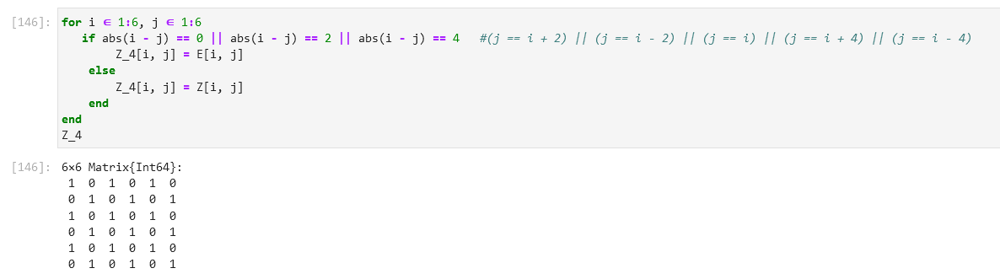 [146]: for i ∈ 1:6, j ∈ 1:6
if abs(i - j) == 0 || abs(i - j) == 2 || abs(i - j) == 4 #(j == i + 2) || (j == i - 2) || (j == i) || (j == i + 4) || (j == i - 4)
Z_4[i, j] = E[i, j]
else
Z_4[i, j] = Z[i, j]
end
end
Z_4
[146]: 6×6 Matrix{Int64}:
1 0 1 0 1 0
0 1 0 1 0 1
1 0 1 0 1 0
0 1 0 1 0 1
1 0 1 0 1 0
0 1 0 1 0 1